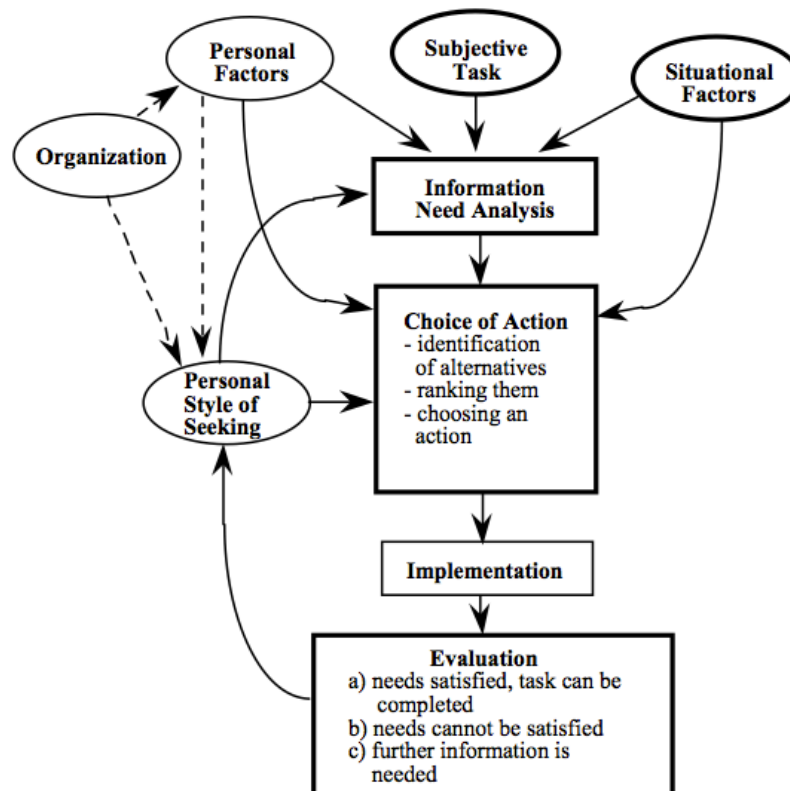 Personal
Factors
Subjective
Task
Situational
Factors
Organization
Information
Need Analysis
Choice of Action
- identification
of alternatives
- ranking them
- choosing an
action
Personal
Style of
Seeking
Implementation
Evaluation
a) needs satisfied, task can be
completed
b) needs cannot be satisfied
c) further information is
needed